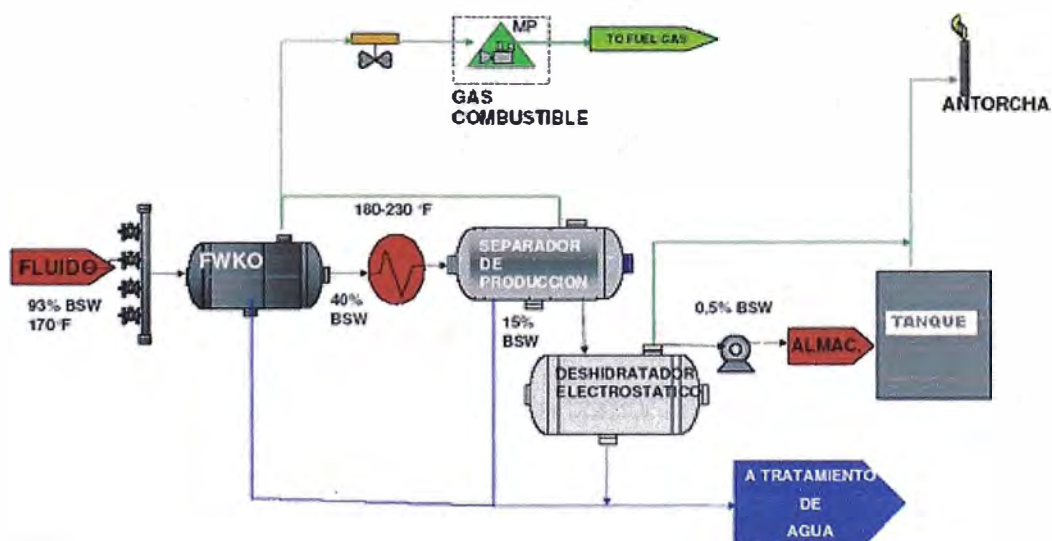 MP
TO FUEL GAS
GAS
COMBUSTIBLE
ANTORCHA
180-230 °F
FLUIDO
93% BSW
170°F
FWKO
40%
BSW
SEPARADOR
DE
PRODUCCION
15%
BSW
0,5% BSW
ALMAC.
TANQUE
DESHIDRATADOR
ELECTROSTATICO
A TRATAMIENTO
DE
AGUA